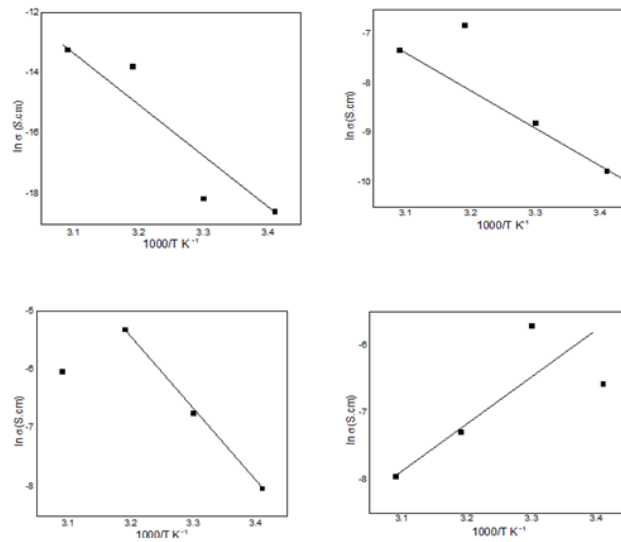 -12
-14
-16
-18
ln σ (S.cm)
3.1 3.2 3.3 3.4
1000/T K⁻¹
-7
-8
-9
-10
ln σ(S.cm)
3.1 3.2 3.3 3.4
1000/T K⁻¹
-5
-6
-7
-8
ln σ(S.cm)
3.1 3.2 3.3 3.4
1000/T K⁻¹
-6
-7
-8
ln σ(S.cm)
3.1 3.2 3.3 3.4
1000/T K⁻¹